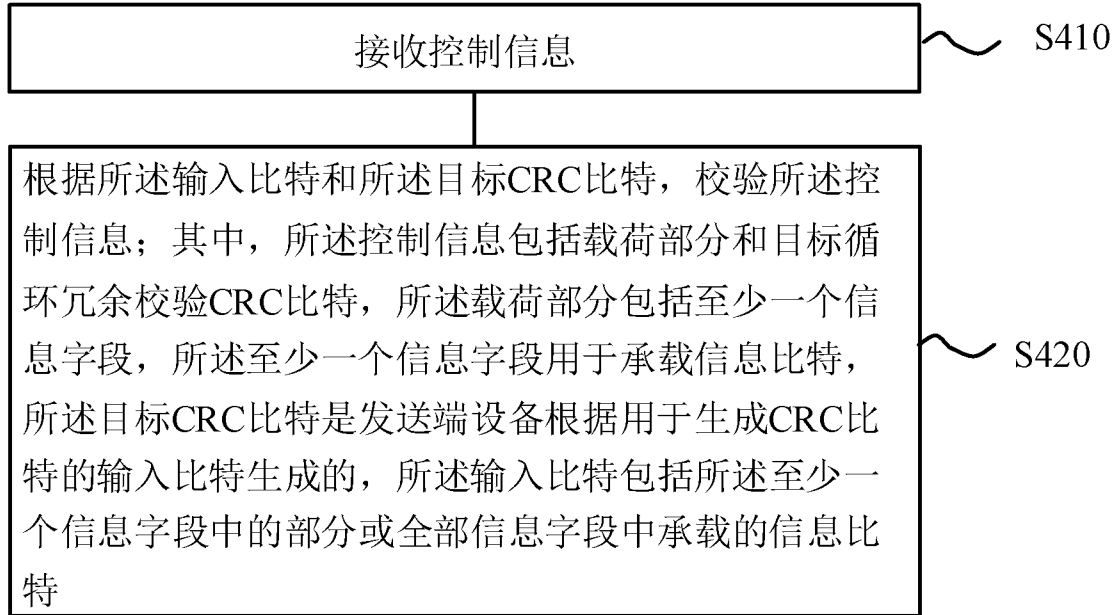 接收控制信息
S410
根据所述输入比特和所述目标CRC比特，校验所述控
制信息；其中，所述控制信息包括载荷部分和目标循
环冗余校验CRC比特，所述载荷部分包括至少一个信
息字段，所述至少一个信息字段用于承载信息比特，
所述目标CRC比特是发送端设备根据用于生成CRC比
特的输入比特生成的，所述输入比特包括所述至少一
个信息字段中的部分或全部信息字段中承载的信息比
特
S420